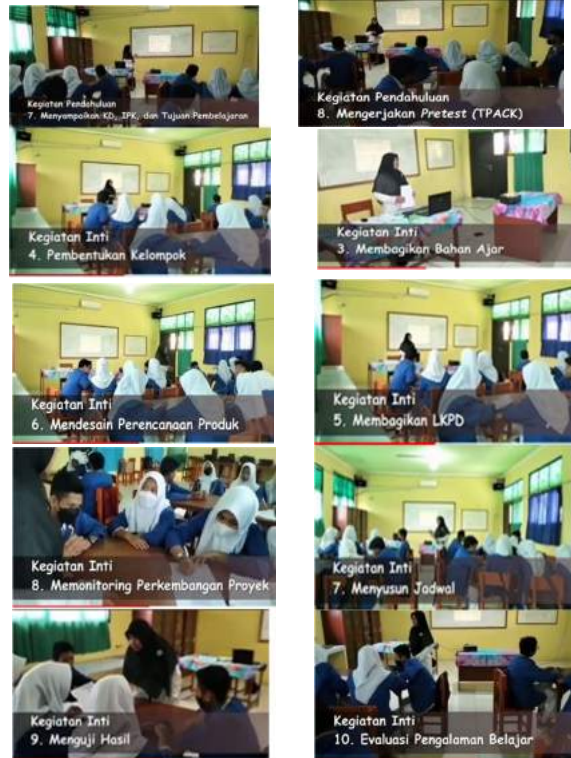 Kegiatan Pendahuluan
7. Menyampaikan KD, IPK, dan Tujuan Pembelajaran
Kegiatan Pendahuluan
8. Mengerjakan Pretest (TPACK)
Kegiatan Inti
4. Pembentukan Kelompok
Kegiatan Inti
3. Membagikan Bahan Ajar
Kegiatan Inti
6. Mendesain Perencanaan Produk
Kegiatan Inti
5. Membagikan LKPD
Kegiatan Inti
8. Memonitoring Perkembangan Proyek
Kegiatan Inti
7. Menyusun Jadwal
Kegiatan Inti
9. Menguji Hasil
Kegiatan Inti
10. Evaluasi Pengalaman Belajar